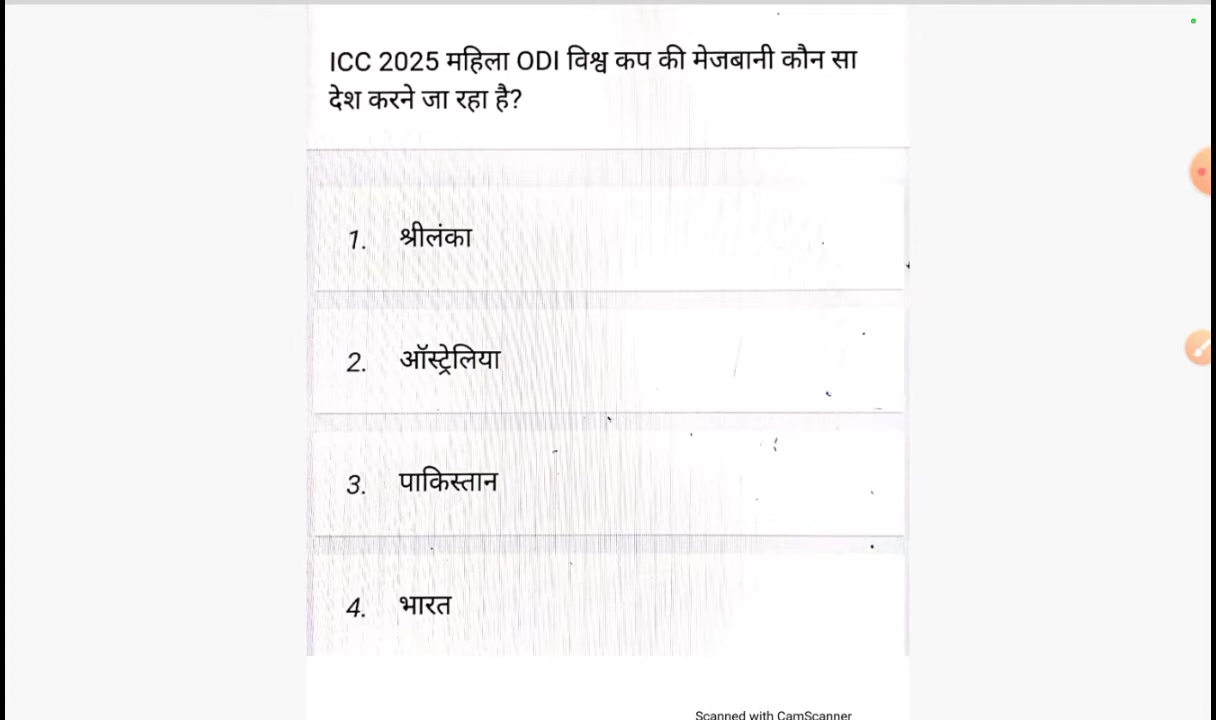 ICC 2025 महिला ODI विश्व कप की मेजबानी कौन सा
देश करने जा रहा है?
1. श्रीलंका
2. ऑस्ट्रेलिया
3. पाकिस्तान
4. भारत
Scanned with CamScanner